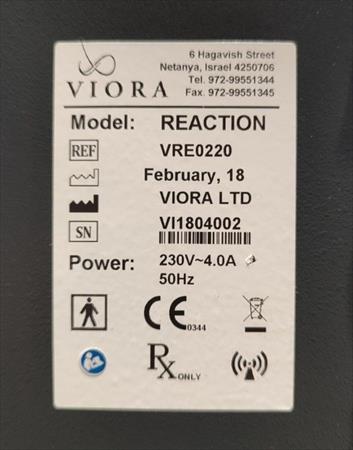 VIORA
6 Hagavish Street
Netanya, Israel 4250706
Tel. 972-99551344
Fax. 972-99551345
Model: REACTION
REF VRE0220
February, 18
VIORA LTD
SN VI1804002
Power: 230V~4.0A
50Hz
CE 0344
Rx ONLY